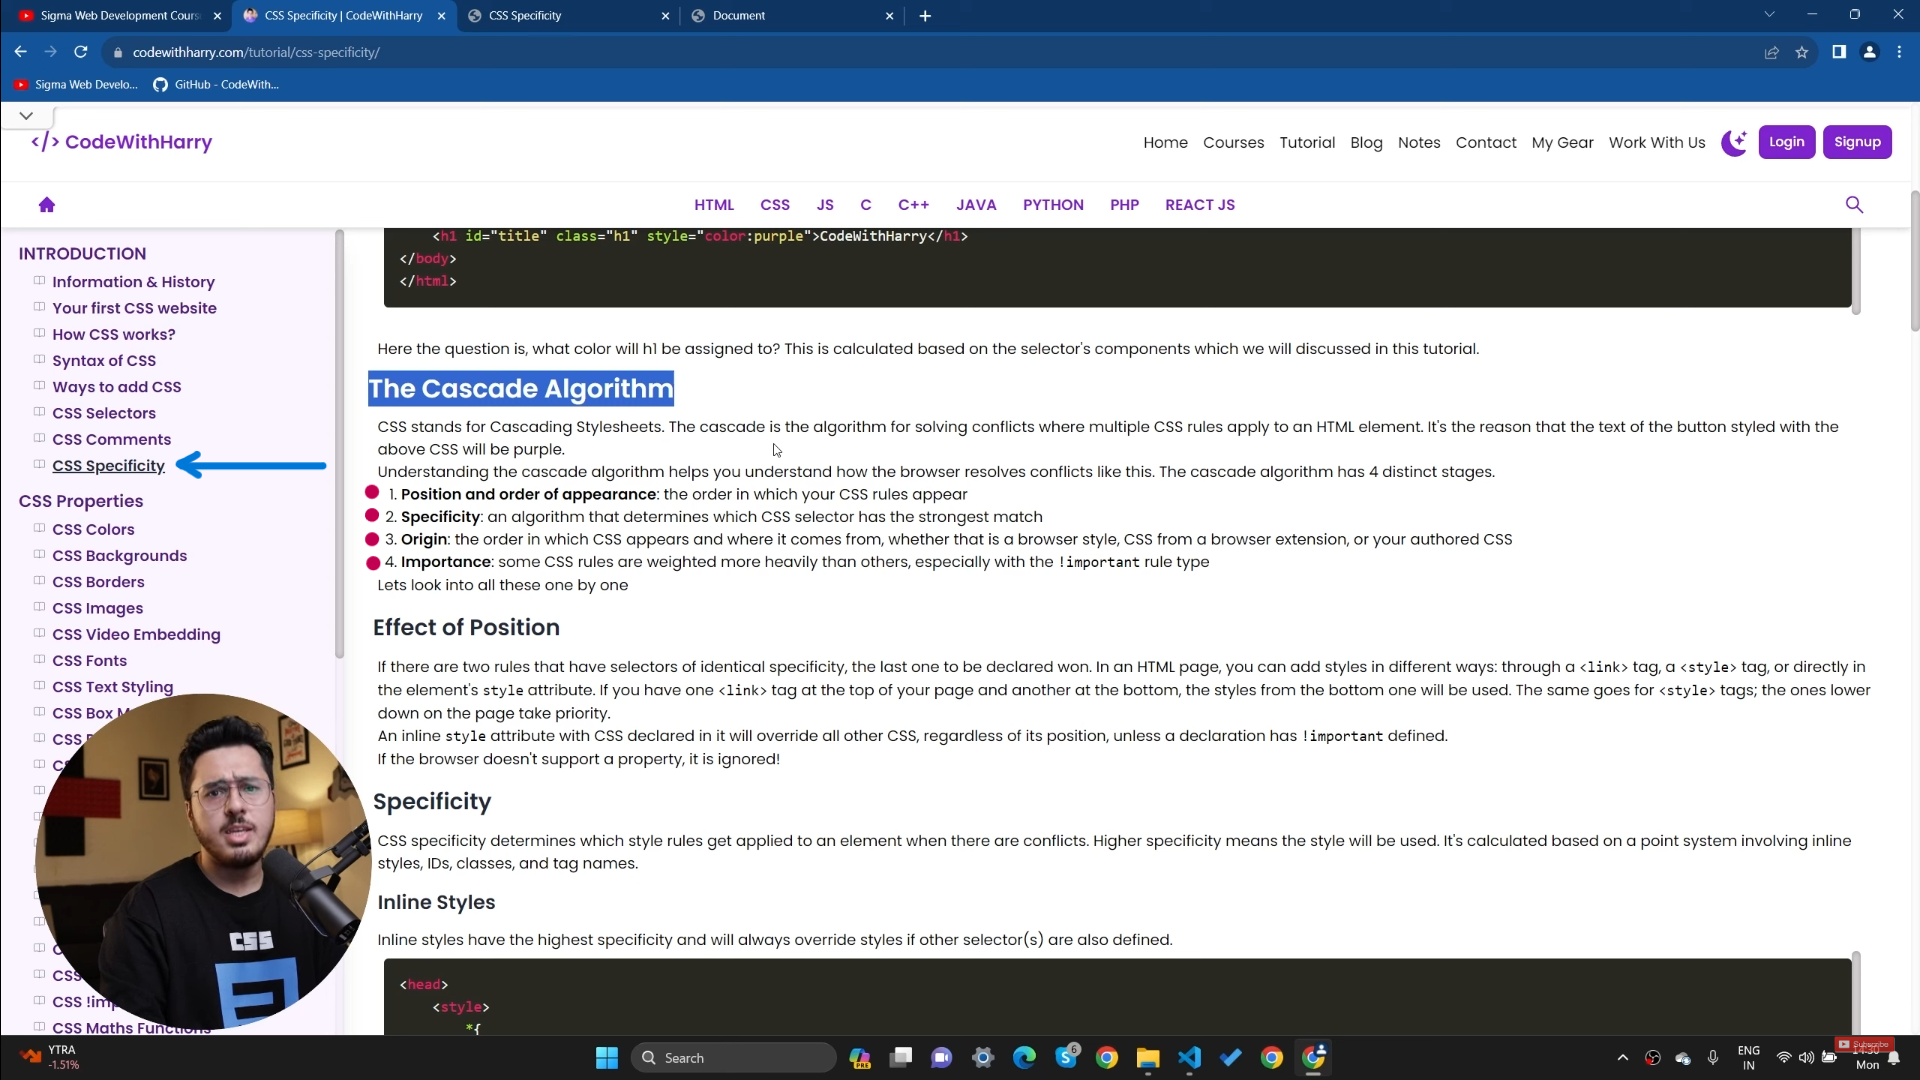 Sigma Web Development Cours
CSS Specificity | CodeWithHarry
CSS Specificity
Document
codewithharry.com/tutorial/css-specificity/
Sigma Web Develo...
GitHub - CodeWith...
</> CodeWithHarry
Home Courses Tutorial Blog Notes Contact My Gear Work With Us Login Signup
HTML CSS JS C C++ JAVA PYTHON PHP REACT JS
INTRODUCTION
Information & History
Your first CSS website
How CSS works?
Syntax of CSS
Ways to add CSS
CSS Selectors
CSS Comments
CSS Specificity
CSS Properties
CSS Colors
CSS Backgrounds
CSS Borders
CSS Images
CSS Video Embedding
CSS Fonts
CSS Text Styling
CSS Box M
CSS
CSS !imp
CSS Maths Functions
<h1 id="title" class="h1" style="color:purple">CodeWithHarry</h1>
</body>
</html>
Here the question is, what color will h1 be assigned to? This is calculated based on the selector's components which we will discussed in this tutorial.
The Cascade Algorithm
CSS stands for Cascading Stylesheets. The cascade is the algorithm for solving conflicts where multiple CSS rules apply to an HTML element. It's the reason that the text of the button styled with the
above CSS will be purple.
Understanding the cascade algorithm helps you understand how the browser resolves conflicts like this. The cascade algorithm has 4 distinct stages.
1. Position and order of appearance: the order in which your CSS rules appear
2. Specificity: an algorithm that determines which CSS selector has the strongest match
3. Origin: the order in which CSS appears and where it comes from, whether that is a browser style, CSS from a browser extension, or your authored CSS
4. Importance: some CSS rules are weighted more heavily than others, especially with the !important rule type
Lets look into all these one by one
Effect of Position
If there are two rules that have selectors of identical specificity, the last one to be declared won. In an HTML page, you can add styles in different ways: through a <link> tag, a <style> tag, or directly in
the element's style attribute. If you have one <link> tag at the top of your page and another at the bottom, the styles from the bottom one will be used. The same goes for <style> tags; the ones lower
down on the page take priority.
An inline style attribute with CSS declared in it will override all other CSS, regardless of its position, unless a declaration has !important defined.
If the browser doesn't support a property, it is ignored!
Specificity
CSS specificity determines which style rules get applied to an element when there are conflicts. Higher specificity means the style will be used. It's calculated based on a point system involving inline
styles, IDs, classes, and tag names.
Inline Styles
Inline styles have the highest specificity and will always override styles if other selector(s) are also defined.
<head>
<style>
*{
CSS
YTRA
-1.51%
Search
PRE
6
ENG
IN
Subscribe
14:30
Mon